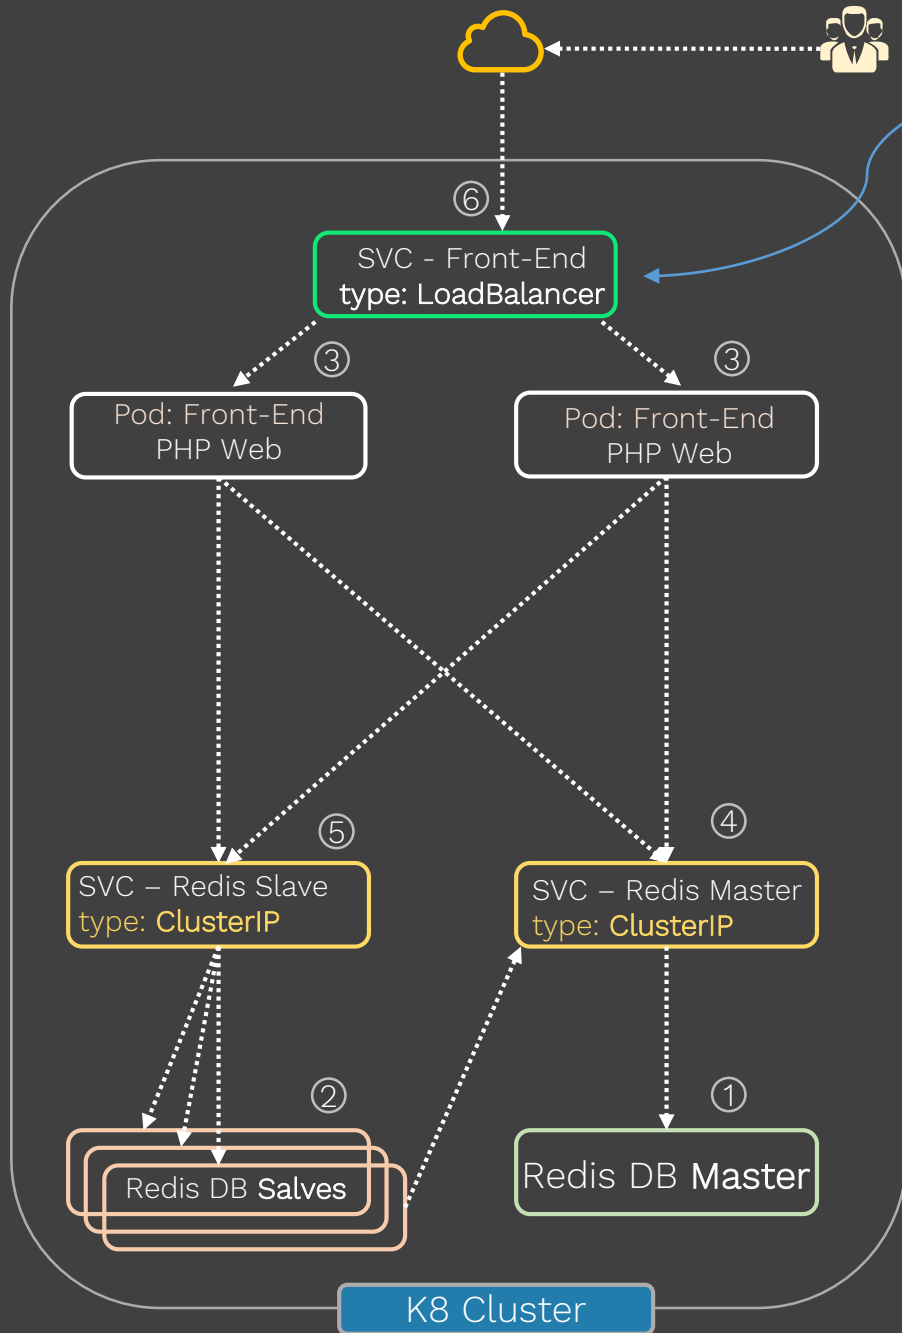 ⑥
SVC - Front-End
type: LoadBalancer
③
③
Pod: Front-End
PHP Web
Pod: Front-End
PHP Web
⑤
④
SVC – Redis Slave
type: ClusterIP
SVC – Redis Master
type: ClusterIP
②
①
Redis DB Salves
Redis DB Master
K8 Cluster